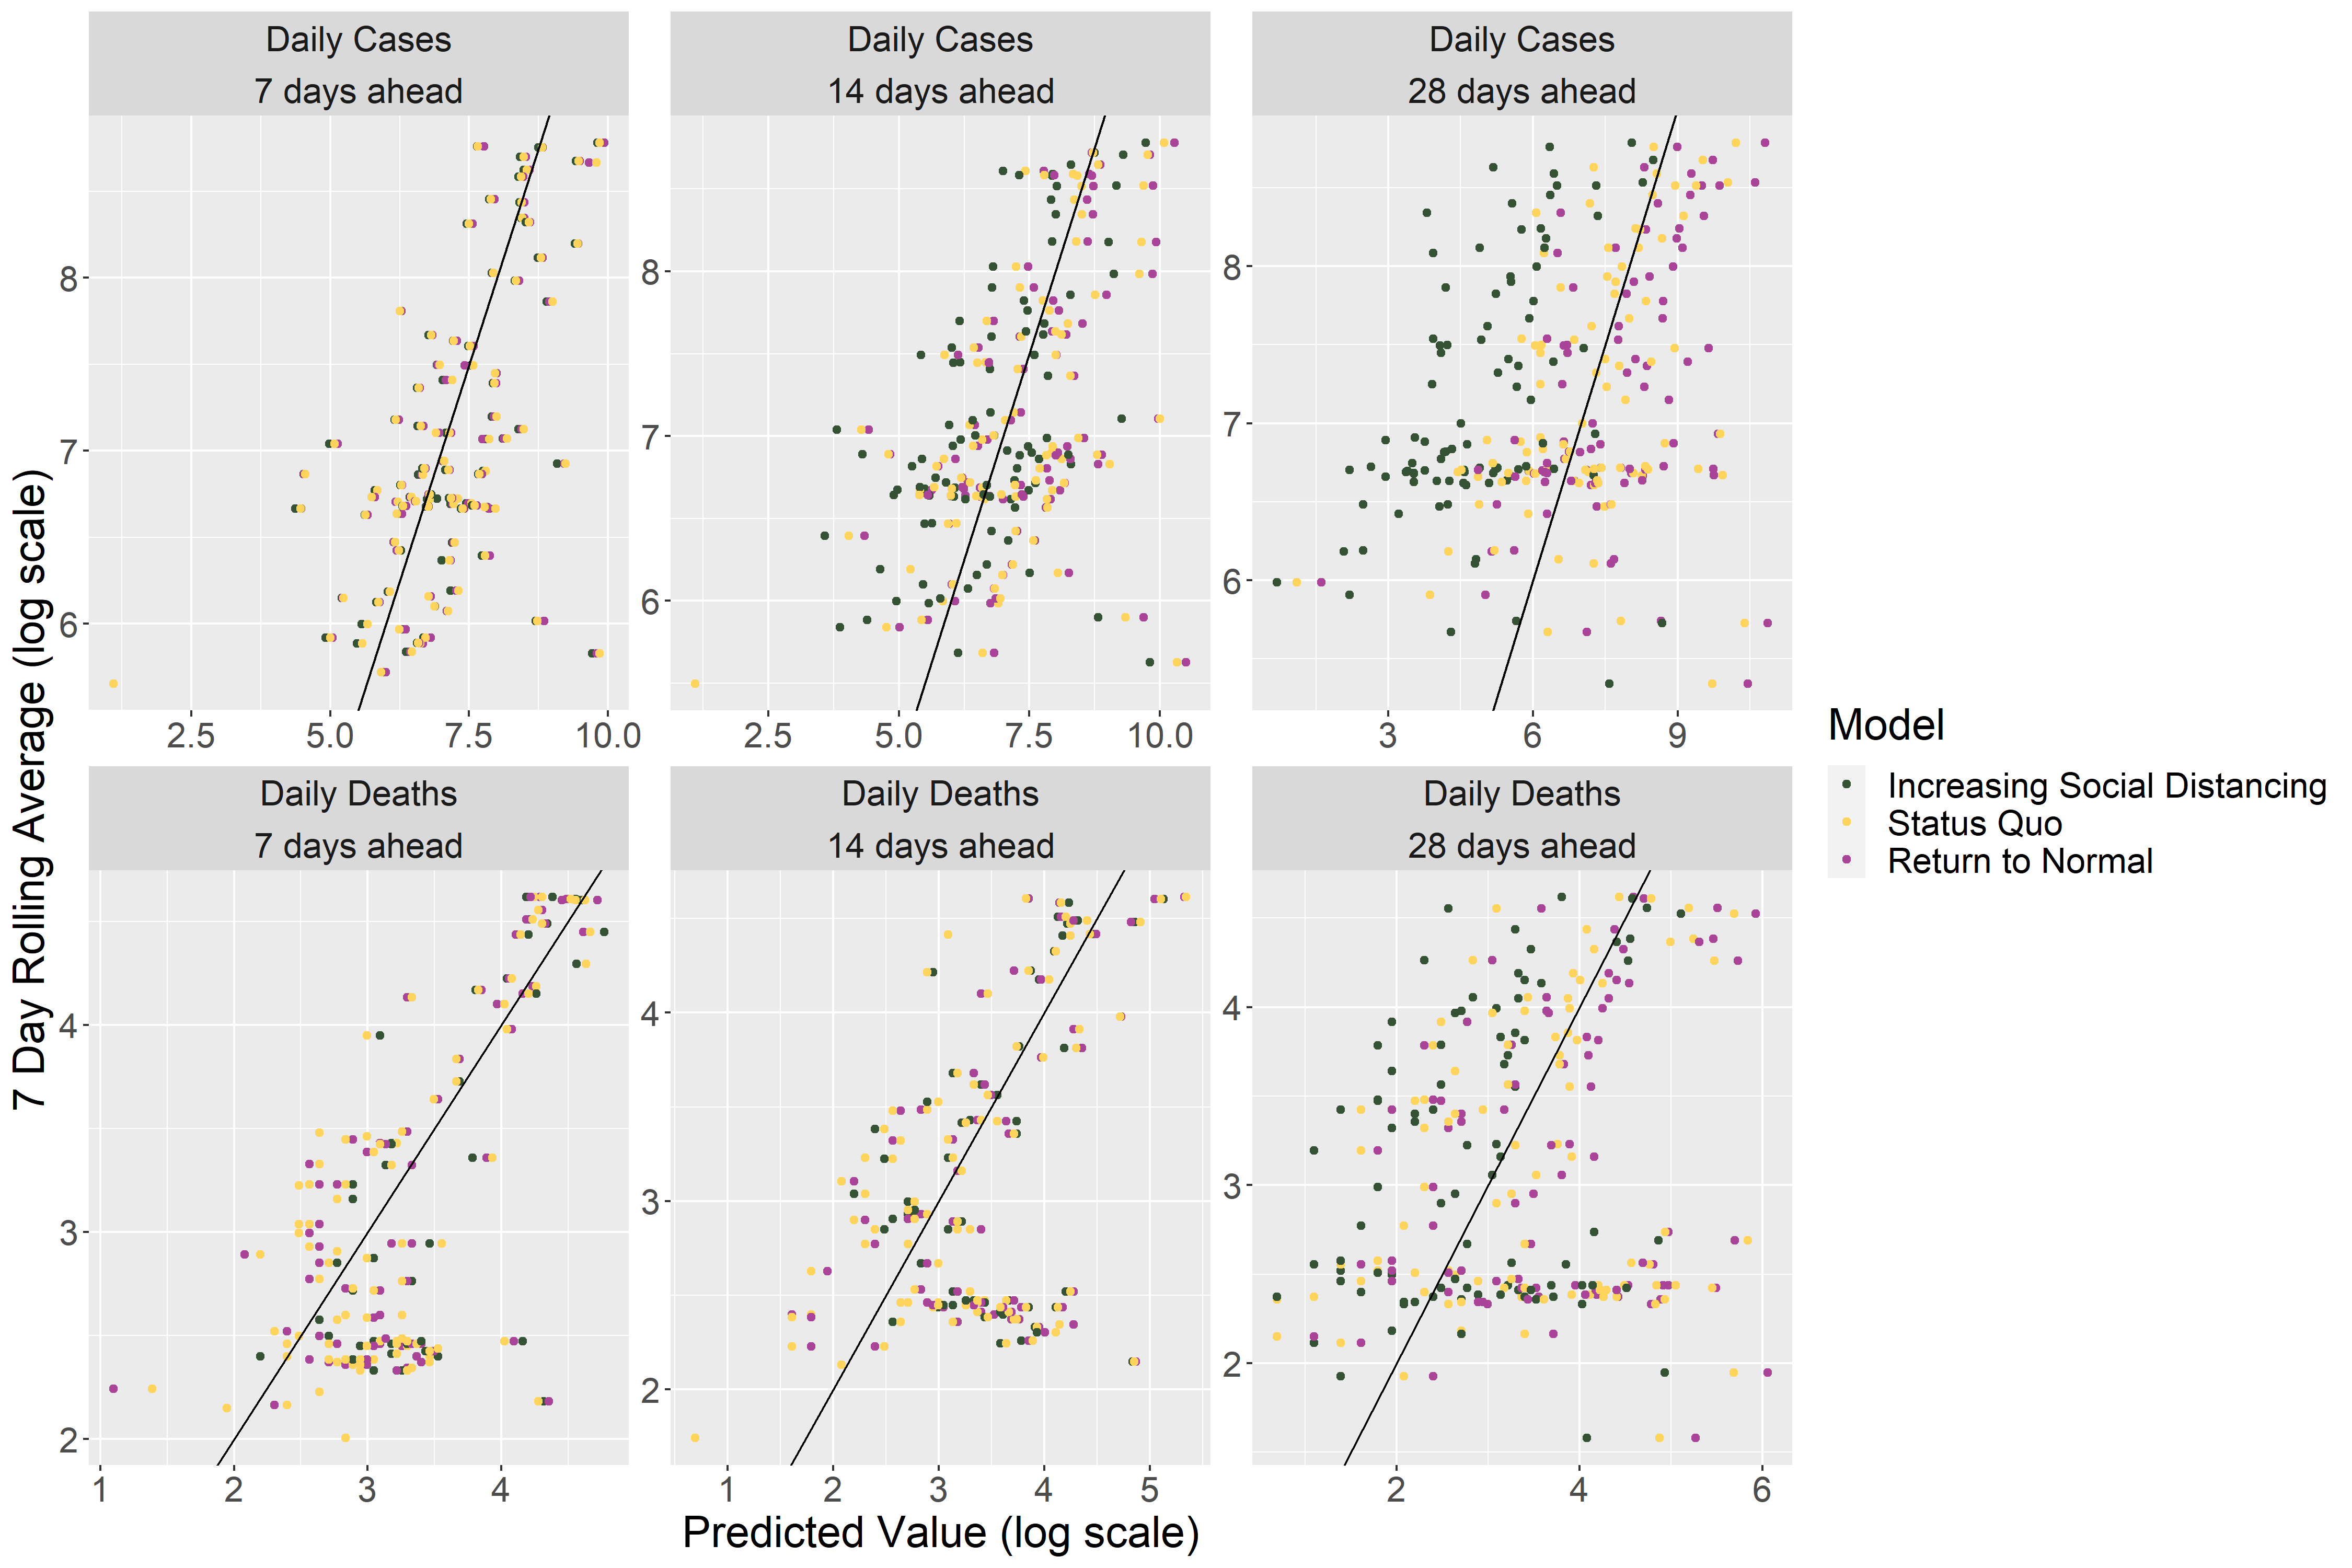 Daily Cases
7 days ahead
Daily Cases
14 days ahead
Daily Cases
28 days ahead
8
7
6
2.5 5.0 7.5 10.0
8
7
6
2.5 5.0 7.5 10.0
8
7
6
3 6 9
Daily Deaths
7 days ahead
Daily Deaths
14 days ahead
Daily Deaths
28 days ahead
4
3
2
1 2 3 4
4
3
2
1 2 3 4 5
4
3
2
2 4 6
7 Day Rolling Average (log scale)
Predicted Value (log scale)
Model
Increasing Social Distancing
Status Quo
Return to Normal